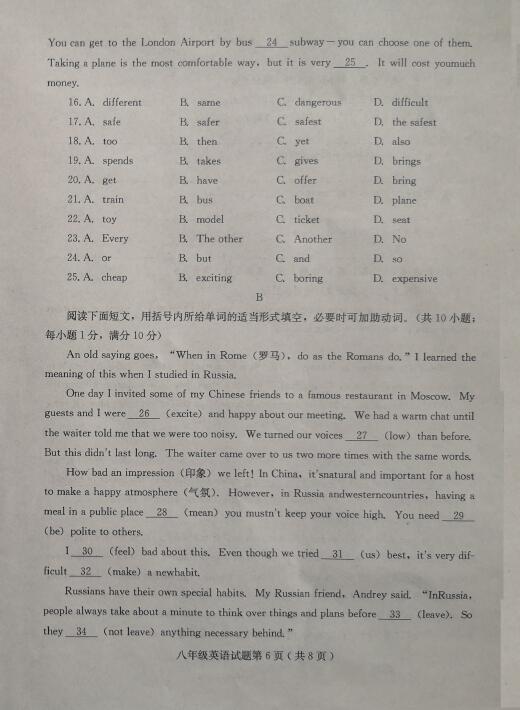 You can get to the London Airport by bus 24 subway—you can choose one of them.
Taking a plane is the most comfortable way, but it is very 25 . It will cost youmuch
money.
16. A. different B. same C. dangerous D. difficult
17. A. safe B. safer C. safest D. the safest
18. A. too B. then C. yet D. also
19. A. spends B. takes C. gives D. brings
20. A. get B. have C. offer D. bring
21. A. train B. bus C. boat D. plane
22. A. toy B. model C. ticket D. seat
23. A. Every B. The other C. Another D. No
24. A. or B. but C. and D. so
25. A. cheap B. exciting C. boring D. expensive
B
阅读下面短文，用括号内所给单词的适当形式填空，必要时可加助动词。（共 10 小题；
每小题 1 分，满分 10 分）
An old saying goes, “When in Rome（罗马），do as the Romans do.” I learned the
meaning of this when I studied in Russia.
One day I invited some of my Chinese friends to a famous restaurant in Moscow. My
guests and I were 26 （excite）and happy about our meeting. We had a warm chat until
the waiter told me that we were too noisy. We turned our voices 27 （low）than before.
But this didn't last long. The waiter came over to us two more times with the same words.
How bad an impression（印象）we left! In China, it'snatural and important for a host
to make a happy atmosphere（气氛）. However, in Russia andwesterncountries, having a
meal in a public place 28 （mean）you mustn't keep your voice high. You need 29
（be）polite to others.
I 30 （feel）bad about this. Even though we tried 31 （us）best, it's very dif-
ficult 32 （make）a newhabit.
Russians have their own special habits. My Russian friend, Andrey said. “InRussia,
people always take about a minute to think over things and plans before 33 （leave）. So
they 34 （not leave）anything necessary behind.”
八年级英语试题第 6 页（共 8 页）